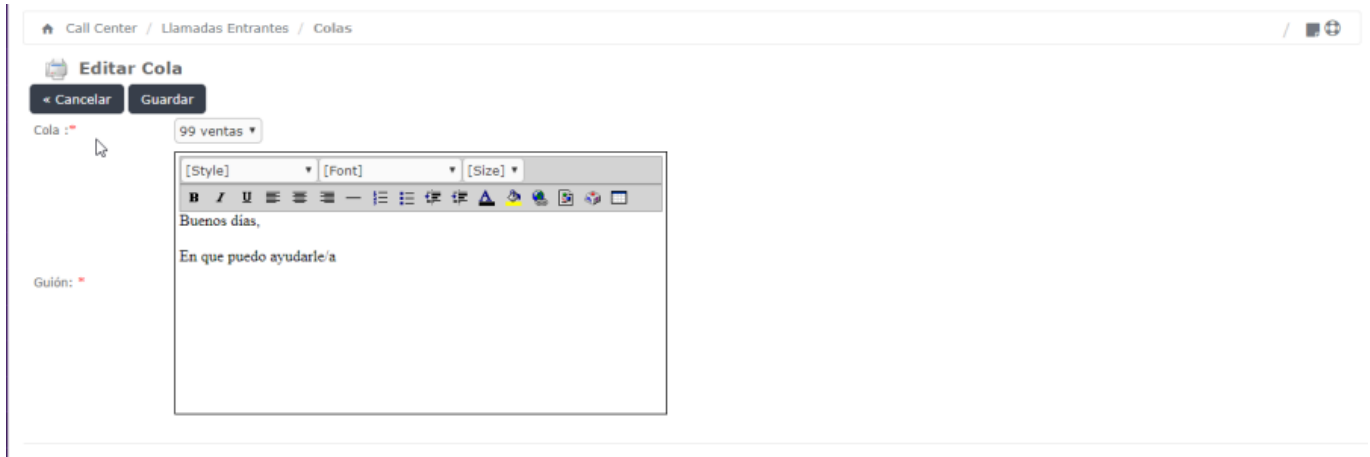 Call Center / Llamadas Entrantes / Colas /
Editar Cola
« Cancelar Guardar
Cola :* 99 ventas
[Style] [Font] [Size]
B I U A
Buenos días,
En que puedo ayudarle/a
Guión: *